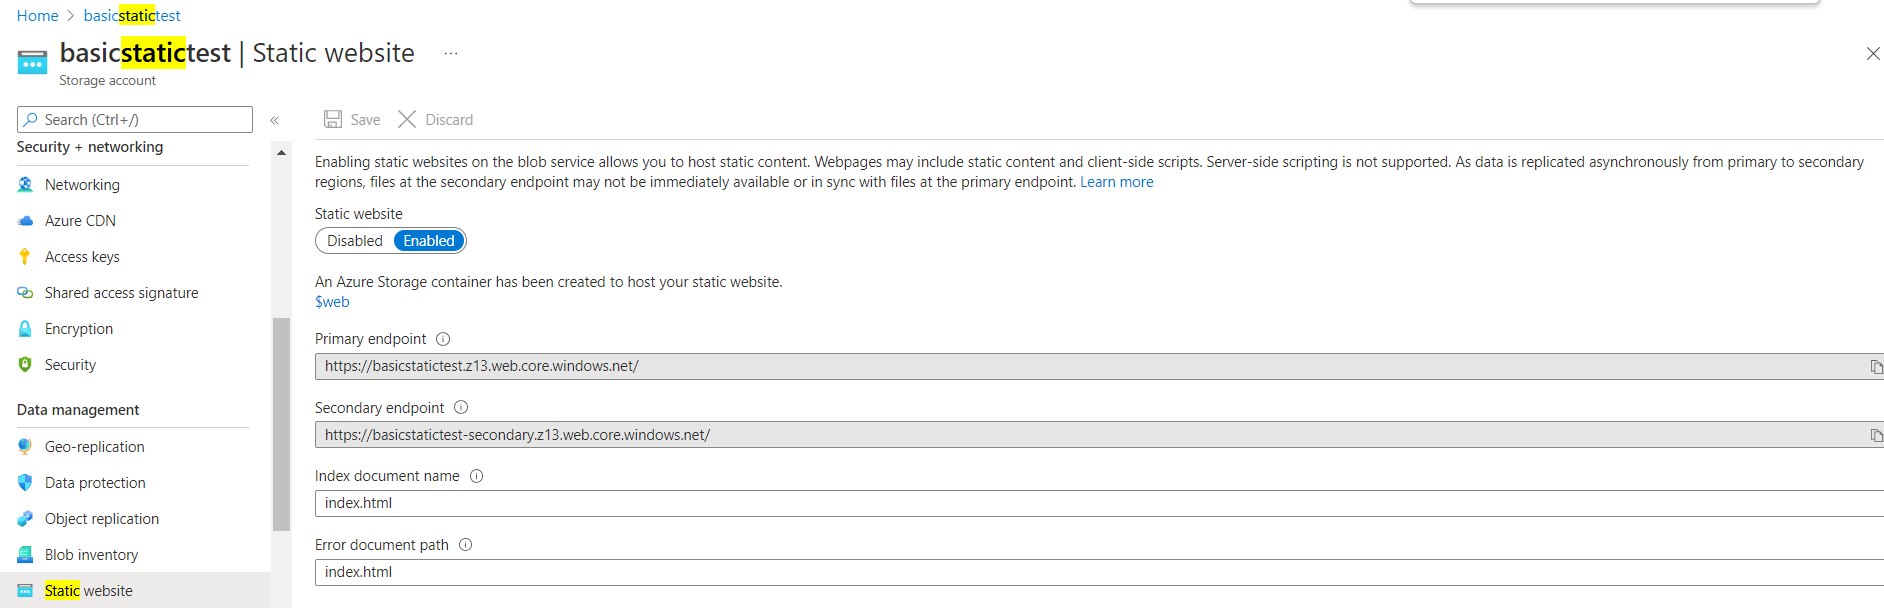 Home > basicstatictest
basicstatictest | Static website ...
Storage account
Search (Ctrl+/) «
Security + networking
Networking
Azure CDN
Access keys
Shared access signature
Encryption
Security
Data management
Geo-replication
Data protection
Object replication
Blob inventory
Static website
Save Discard
Enabling static websites on the blob service allows you to host static content. Webpages may include static content and client-side scripts. Server-side scripting is not supported. As data is replicated asynchronously from primary to secondary
regions, files at the secondary endpoint may not be immediately available or in sync with files at the primary endpoint. Learn more
Static website
Disabled Enabled
An Azure Storage container has been created to host your static website.
$web
Primary endpoint
https://basicstatictest.z13.web.core.windows.net/
Secondary endpoint
https://basicstatictest-secondary.z13.web.core.windows.net/
Index document name
index.html
Error document path
index.html